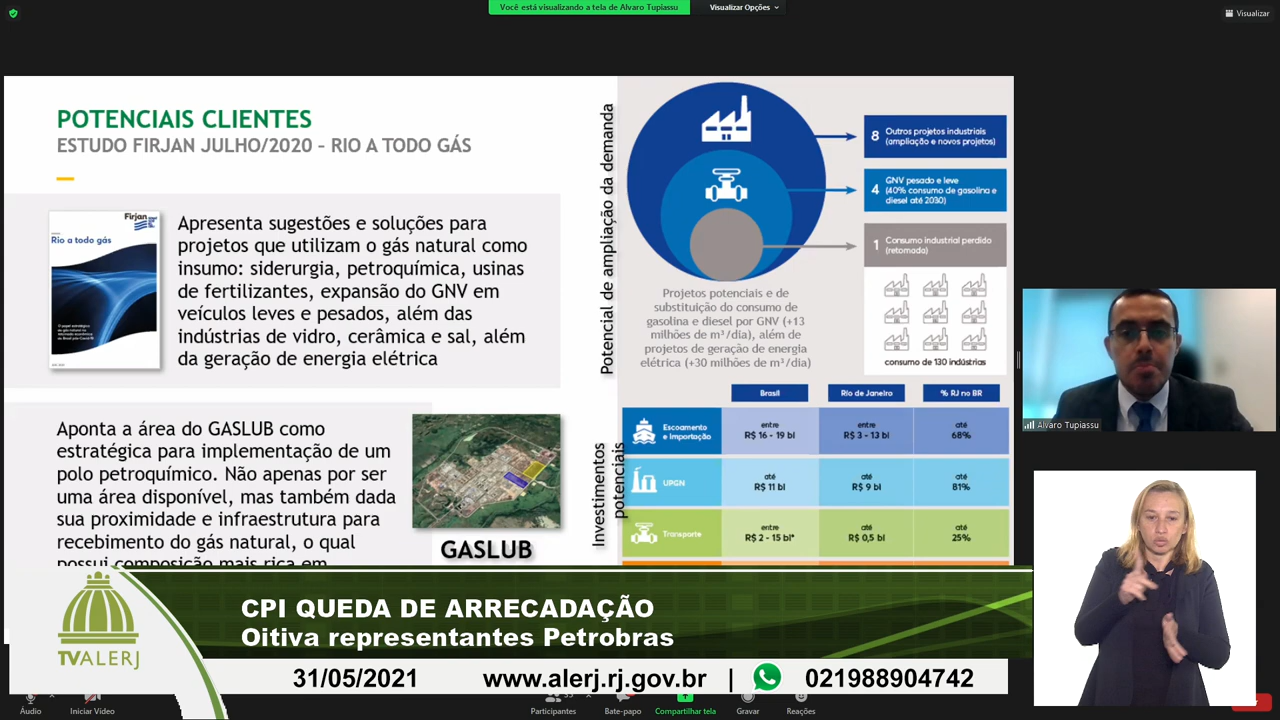 Você está visualizando a tela de Alvaro Tupiassu
Visualizar Opções
Visualizar
POTENCIAIS CLIENTES
ESTUDO FIRJAN JULHO/2020 – RIO A TODO GÁS
Firjan
Rio a todo gás
Apresenta sugestões e soluções para
projetos que utilizam o gás natural como
insumo: siderurgia, petroquímica, usinas
de fertilizantes, expansão do GNV em
veículos leves e pesados, além das
indústrias de vidro, cerâmica e sal, além
da geração de energia elétrica
Aponta a área do GASLUB como
estratégica para implementação de um
polo petroquímico. Não apenas por ser
uma área disponível, mas também dada
sua proximidade e infraestrutura para
recebimento do gás natural, o qual
possui composição mais rica em
GASLUB
Potencial de ampliação da demanda
8 Outros projetos industriais
(ampliação e novos projetos)
4 GNV pesado e leve
(40% consumo de gasolina e
diesel até 2030)
1 Consumo industrial perdido
(retomada)
consumo de 130 indústrias
Projetos potenciais e de
substituição do consumo de
gasolina e diesel por GNV (+13
milhões de m³/dia), além de
projetos de geração de energia
elétrica (+30 milhões de m³/dia)
Investimentos
potenciais
Brasil
Rio de Janeiro
% RJ no BR
Escoamento
e Importação
entre
R$ 16 - 19 bl
entre
R$ 3 - 13 bl
até
68%
UPGN
até
R$ 11 bl
até
R$ 9 bl
até
81%
Transporte
entre
R$ 2 - 15 bl*
até
R$ 0,5 bl
até
25%
Alvaro Tupiassu
TVALERJ
CPI QUEDA DE ARRECADAÇÃO
Oitiva representantes Petrobras
31/05/2021 www.alerj.rj.gov.br | 021988904742
Áudio
Iniciar Vídeo
Participantes
Bate-papo
Compartilhar tela
Gravar
Reações